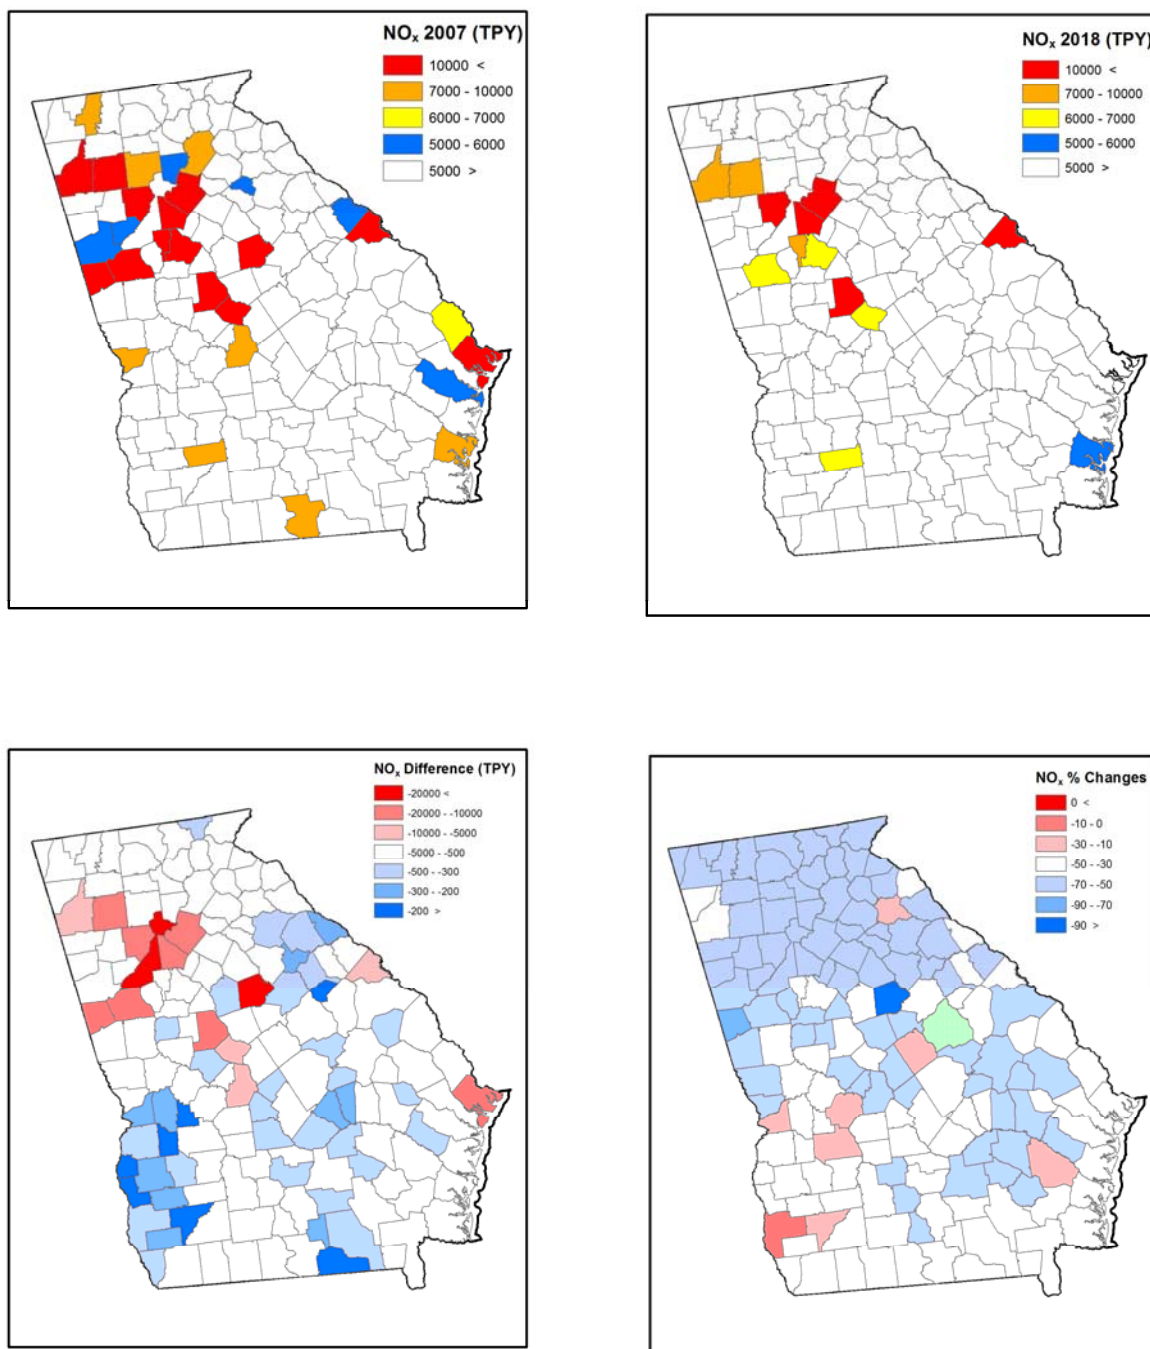 NOx 2007 (TPY)
10000 <
7000 - 10000
6000 - 7000
5000 - 6000
5000 >
NOx 2018 (TPY)
10000 <
7000 - 10000
6000 - 7000
5000 - 6000
5000 >
NOx Difference (TPY)
-20000 <
-20000 - -10000
-10000 - -5000
-5000 - -500
-500 - -300
-300 - -200
-200 >
NOx % Changes
0 <
-10 - 0
-30 - -10
-50 - -30
-70 - -50
-90 - -70
-90 >